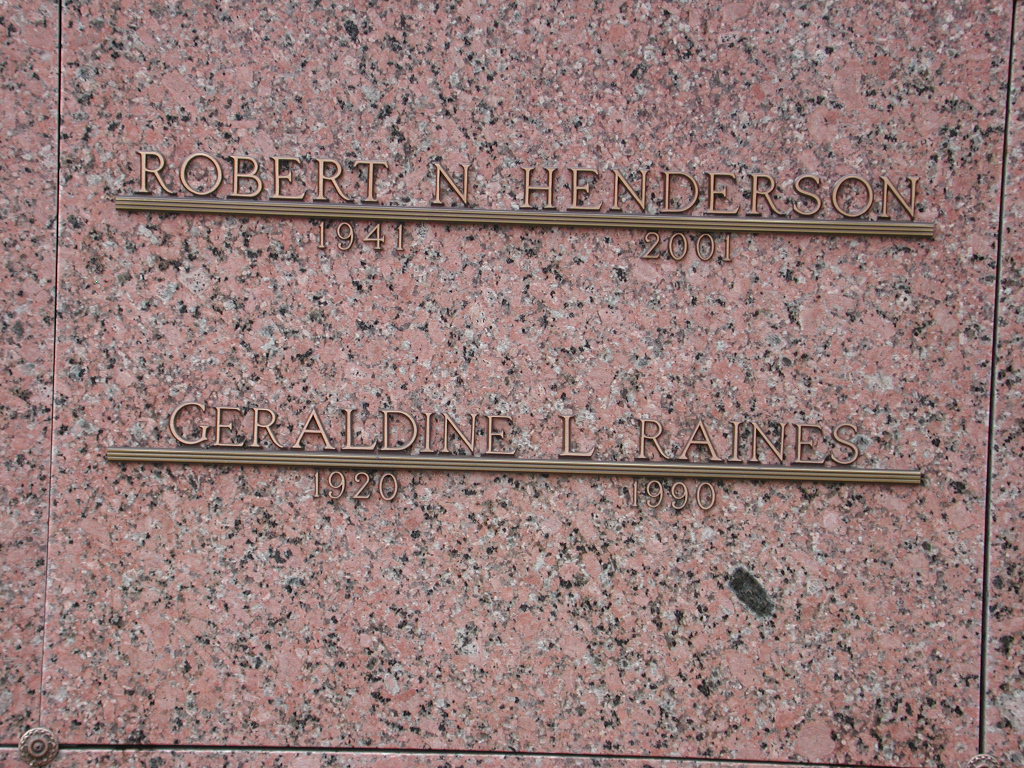 ROBERT N HENDERSON
1941 2001
GERALDINE L RAINES
1920 1990